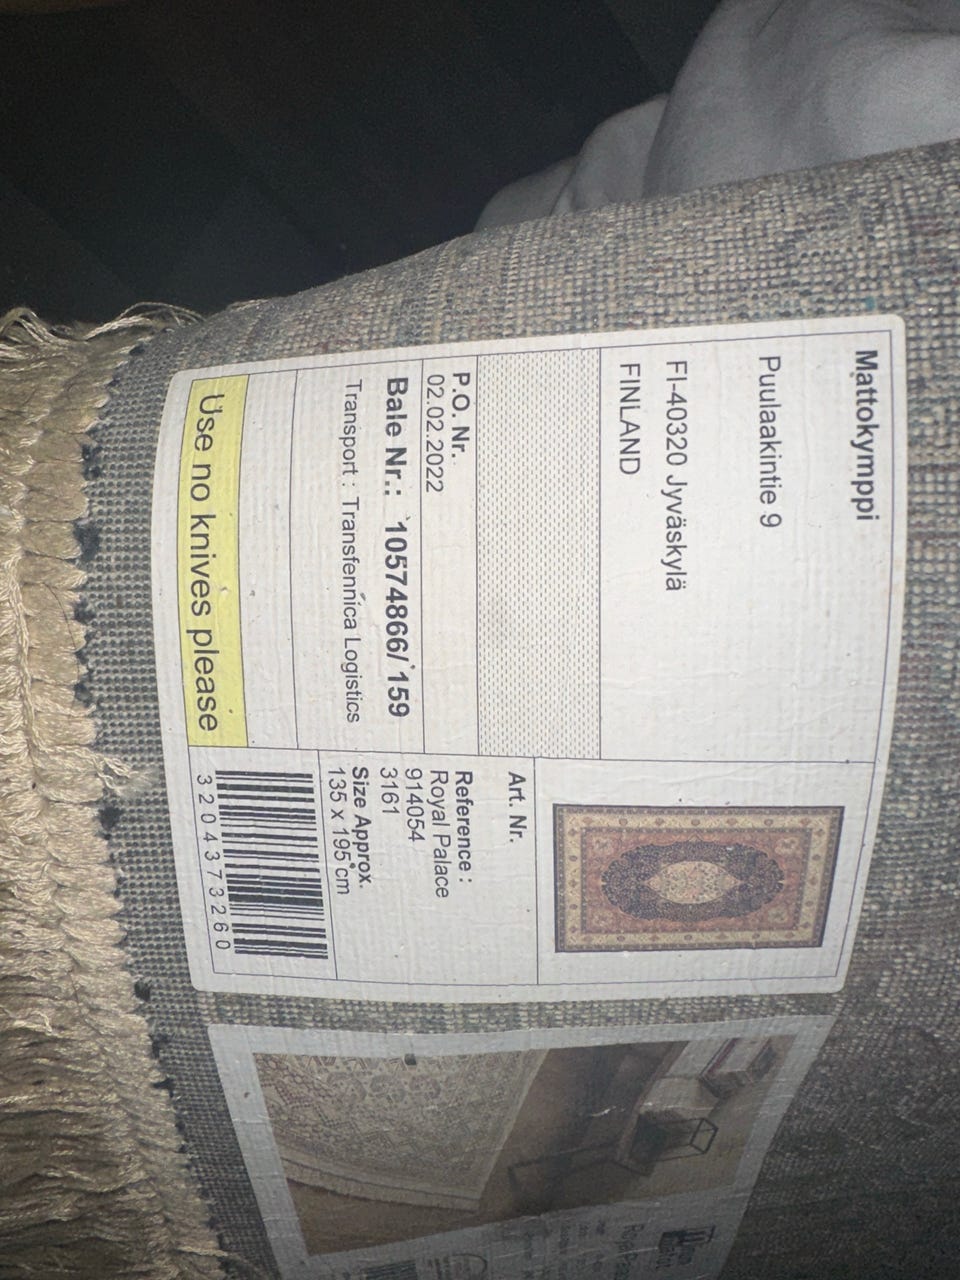 Mattokymppi
Puulaakintie 9
FI-40320 Jyväskylä
FINLAND
P.O. Nr.
02.02.2022
Bale Nr.: 10574866/ 159
Transport : Transfennica Logistics
Use no knives please
Art. Nr.
Reference :
Royal Palace
914054
3161
Size Approx.
135 x 195 cm
3204373260